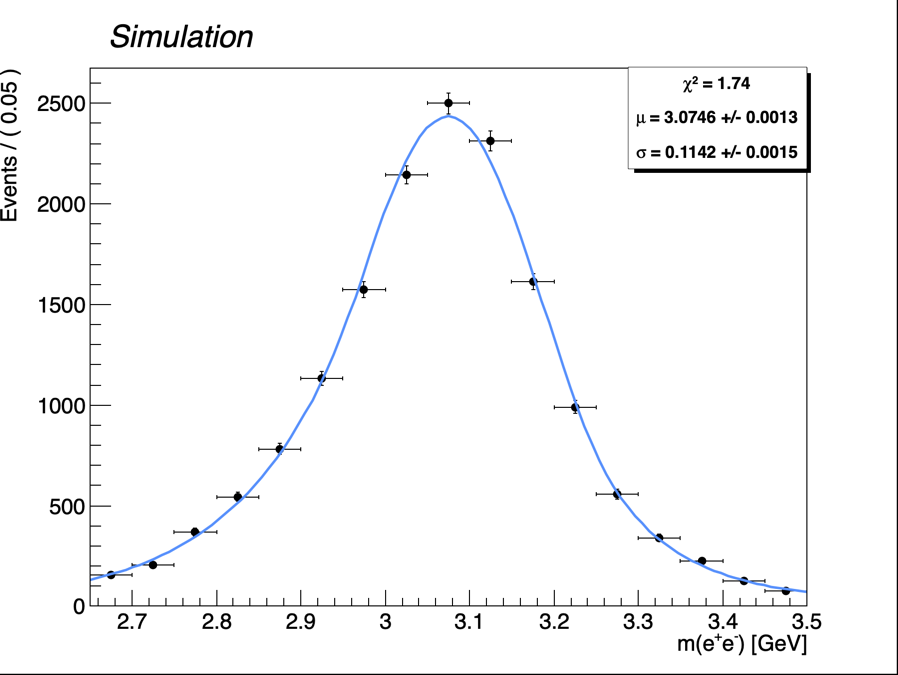 Simulation
χ² = 1.74
μ = 3.0746 +/- 0.0013
σ = 0.1142 +/- 0.0015
Events / ( 0.05 )
2500
2000
1500
1000
500
0
2.7 2.8 2.9 3 3.1 3.2 3.3 3.4 3.5
m(e⁺e⁻) [GeV]